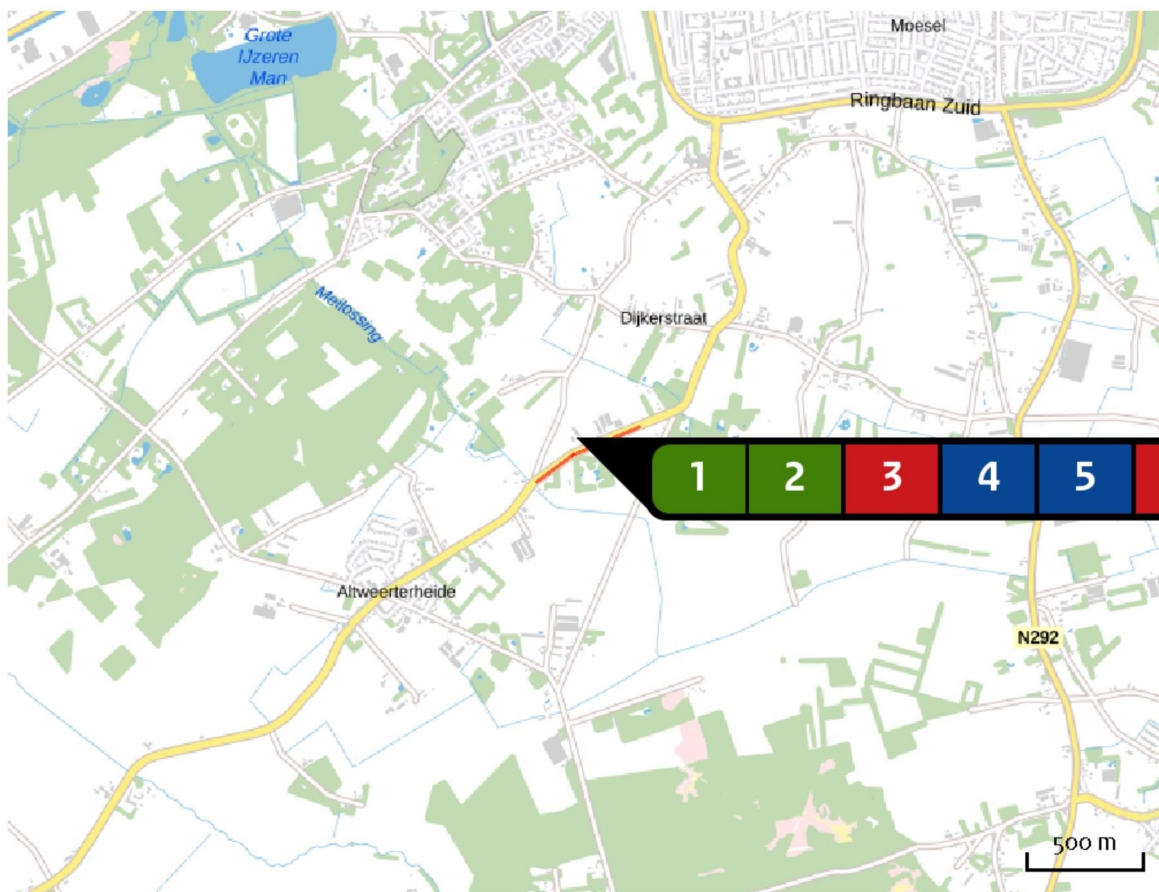 Moesel
Grote
IJzeren
Man
Ringbaan Zuid
Meilossing
Dijkerstraat
1 2 3 4 5
Altweerterheide
N292
500 m